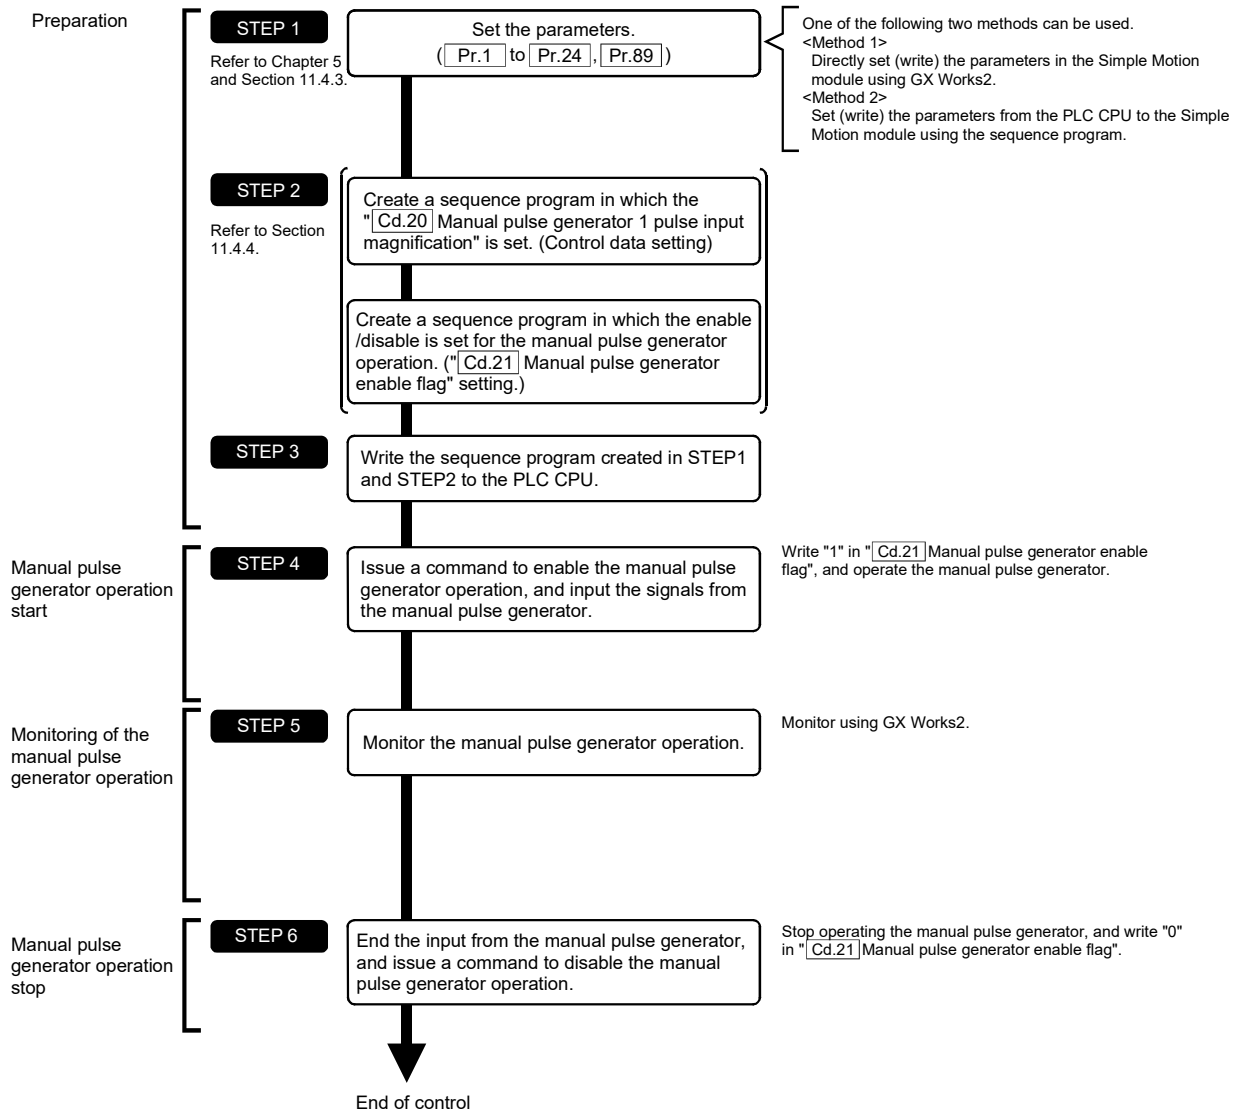 Preparation
STEP 1
Refer to Chapter 5
and Section 11.4.3.
Set the parameters.
( Pr.1 to Pr.24 , Pr.89 )
One of the following two methods can be used.
<Method 1>
Directly set (write) the parameters in the Simple Motion
module using GX Works2.
<Method 2>
Set (write) the parameters from the PLC CPU to the Simple
Motion module using the sequence program.
STEP 2
Refer to Section
11.4.4.
Create a sequence program in which the
" Cd.20 Manual pulse generator 1 pulse input
magnification" is set. (Control data setting)
Create a sequence program in which the enable
/disable is set for the manual pulse generator
operation. (" Cd.21 Manual pulse generator
enable flag" setting.)
STEP 3
Write the sequence program created in STEP1
and STEP2 to the PLC CPU.
Manual pulse
generator operation
start
STEP 4
Issue a command to enable the manual pulse
generator operation, and input the signals from
the manual pulse generator.
Write "1" in " Cd.21 Manual pulse generator enable
flag", and operate the manual pulse generator.
Monitoring of the
manual pulse
generator operation
STEP 5
Monitor the manual pulse generator operation.
Monitor using GX Works2.
Manual pulse
generator operation
stop
STEP 6
End the input from the manual pulse generator,
and issue a command to disable the manual
pulse generator operation.
Stop operating the manual pulse generator, and write "0"
in " Cd.21 Manual pulse generator enable flag".
End of control